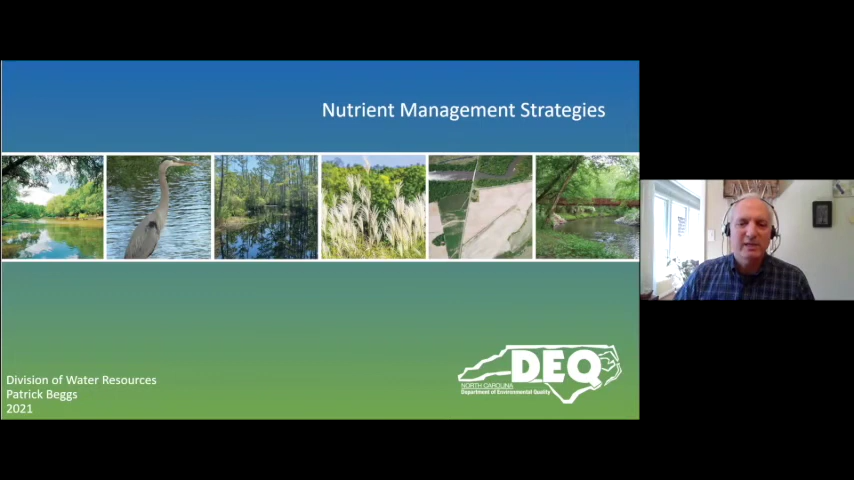 Nutrient Management Strategies
Division of Water Resources
Patrick Beggs
2021
DEQ
NORTH CAROLINA
Department of Environmental Quality